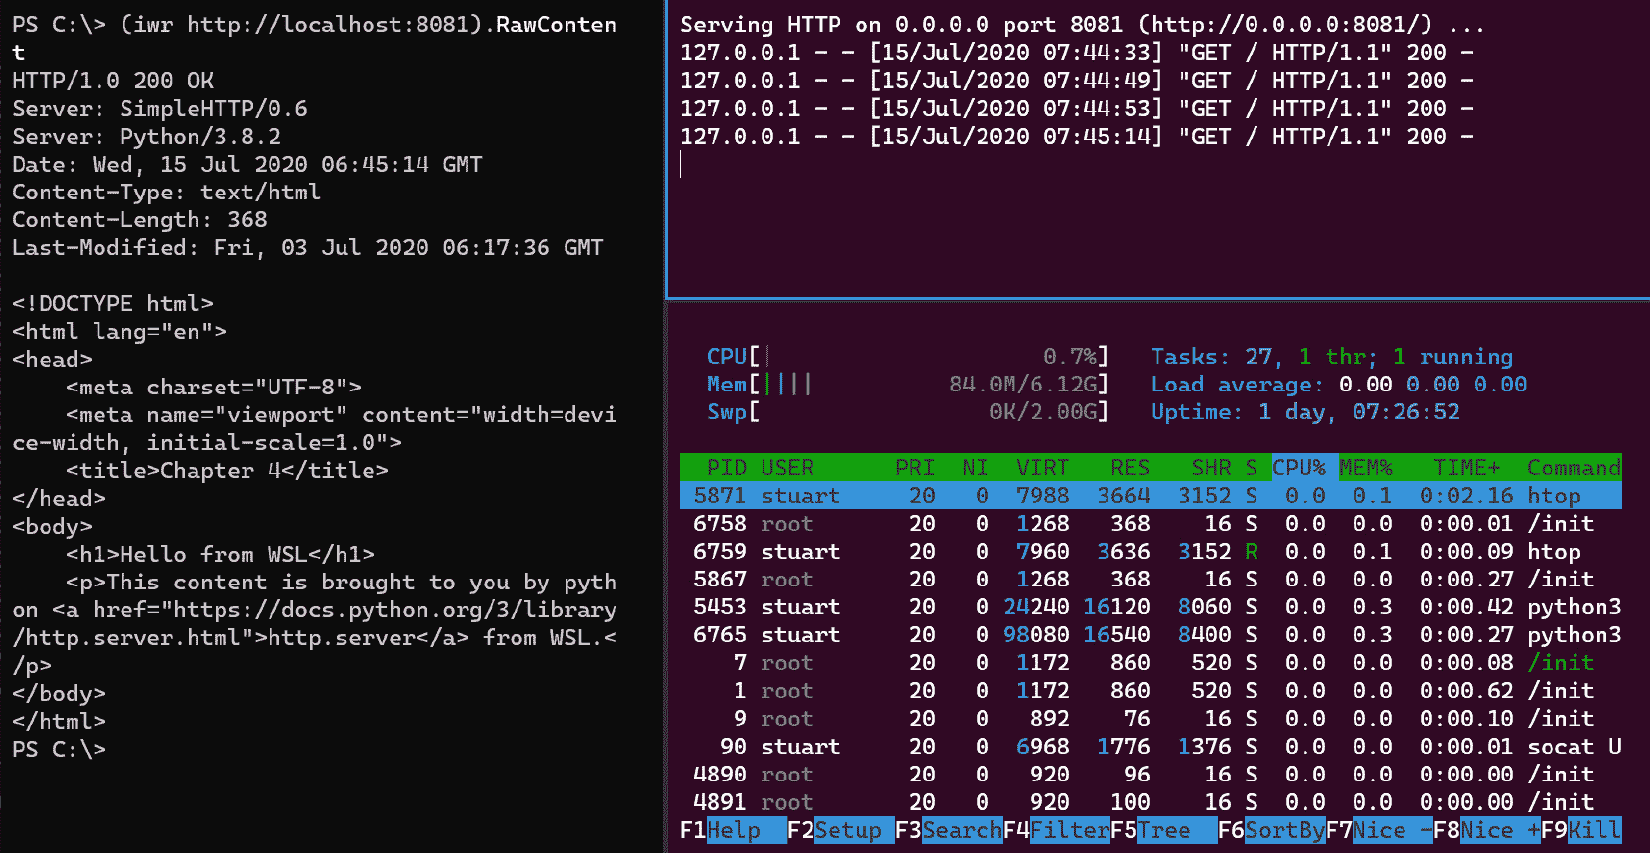 PS C:\> (iwr http://localhost:8081).RawConten
t
HTTP/1.0 200 OK
Server: SimpleHTTP/0.6
Server: Python/3.8.2
Date: Wed, 15 Jul 2020 06:45:14 GMT
Content-Type: text/html
Content-Length: 368
Last-Modified: Fri, 03 Jul 2020 06:17:36 GMT

<!DOCTYPE html>
<html lang="en">
<head>
    <meta charset="UTF-8">
    <meta name="viewport" content="width=devi
ce-width, initial-scale=1.0">
    <title>Chapter 4</title>
</head>
<body>
    <h1>Hello from WSL</h1>
    <p>This content is brought to you by pyth
on <a href="https://docs.python.org/3/library
/http.server.html">http.server</a> from WSL.<
/p>
</body>
</html>
PS C:\>
Serving HTTP on 0.0.0.0 port 8081 (http://0.0.0.0:8081/) ...
127.0.0.1 - - [15/Jul/2020 07:44:33] "GET / HTTP/1.1" 200 -
127.0.0.1 - - [15/Jul/2020 07:44:49] "GET / HTTP/1.1" 200 -
127.0.0.1 - - [15/Jul/2020 07:44:53] "GET / HTTP/1.1" 200 -
127.0.0.1 - - [15/Jul/2020 07:45:14] "GET / HTTP/1.1" 200 -
CPU[| 0.7%] Tasks: 27, 1 thr; 1 running
Mem[|||| 84.0M/6.12G] Load average: 0.00 0.00 0.00
Swp[ 0K/2.00G] Uptime: 1 day, 07:26:52
PID USER PRI NI VIRT RES SHR S CPU% MEM% TIME+ Command
5871 stuart 20 0 7988 3664 3152 S 0.0 0.1 0:02.16 htop
6758 root 20 0 1268 368 16 S 0.0 0.0 0:00.01 /init
6759 stuart 20 0 7960 3636 3152 R 0.0 0.1 0:00.09 htop
5867 root 20 0 1268 368 16 S 0.0 0.0 0:00.27 /init
5453 stuart 20 0 24240 16120 8060 S 0.0 0.3 0:00.42 python3
6765 stuart 20 0 98080 16540 8400 S 0.0 0.3 0:00.27 python3
7 root 20 0 1172 860 520 S 0.0 0.0 0:00.08 /init
1 root 20 0 1172 860 520 S 0.0 0.0 0:00.62 /init
9 root 20 0 892 76 16 S 0.0 0.0 0:00.10 /init
90 stuart 20 0 6968 1776 1376 S 0.0 0.0 0:00.01 socat U
4890 root 20 0 920 96 16 S 0.0 0.0 0:00.00 /init
4891 root 20 0 920 100 16 S 0.0 0.0 0:00.00 /init
F1Help F2Setup F3SearchF4FilterF5Tree F6SortByF7Nice -F8Nice +F9Kill